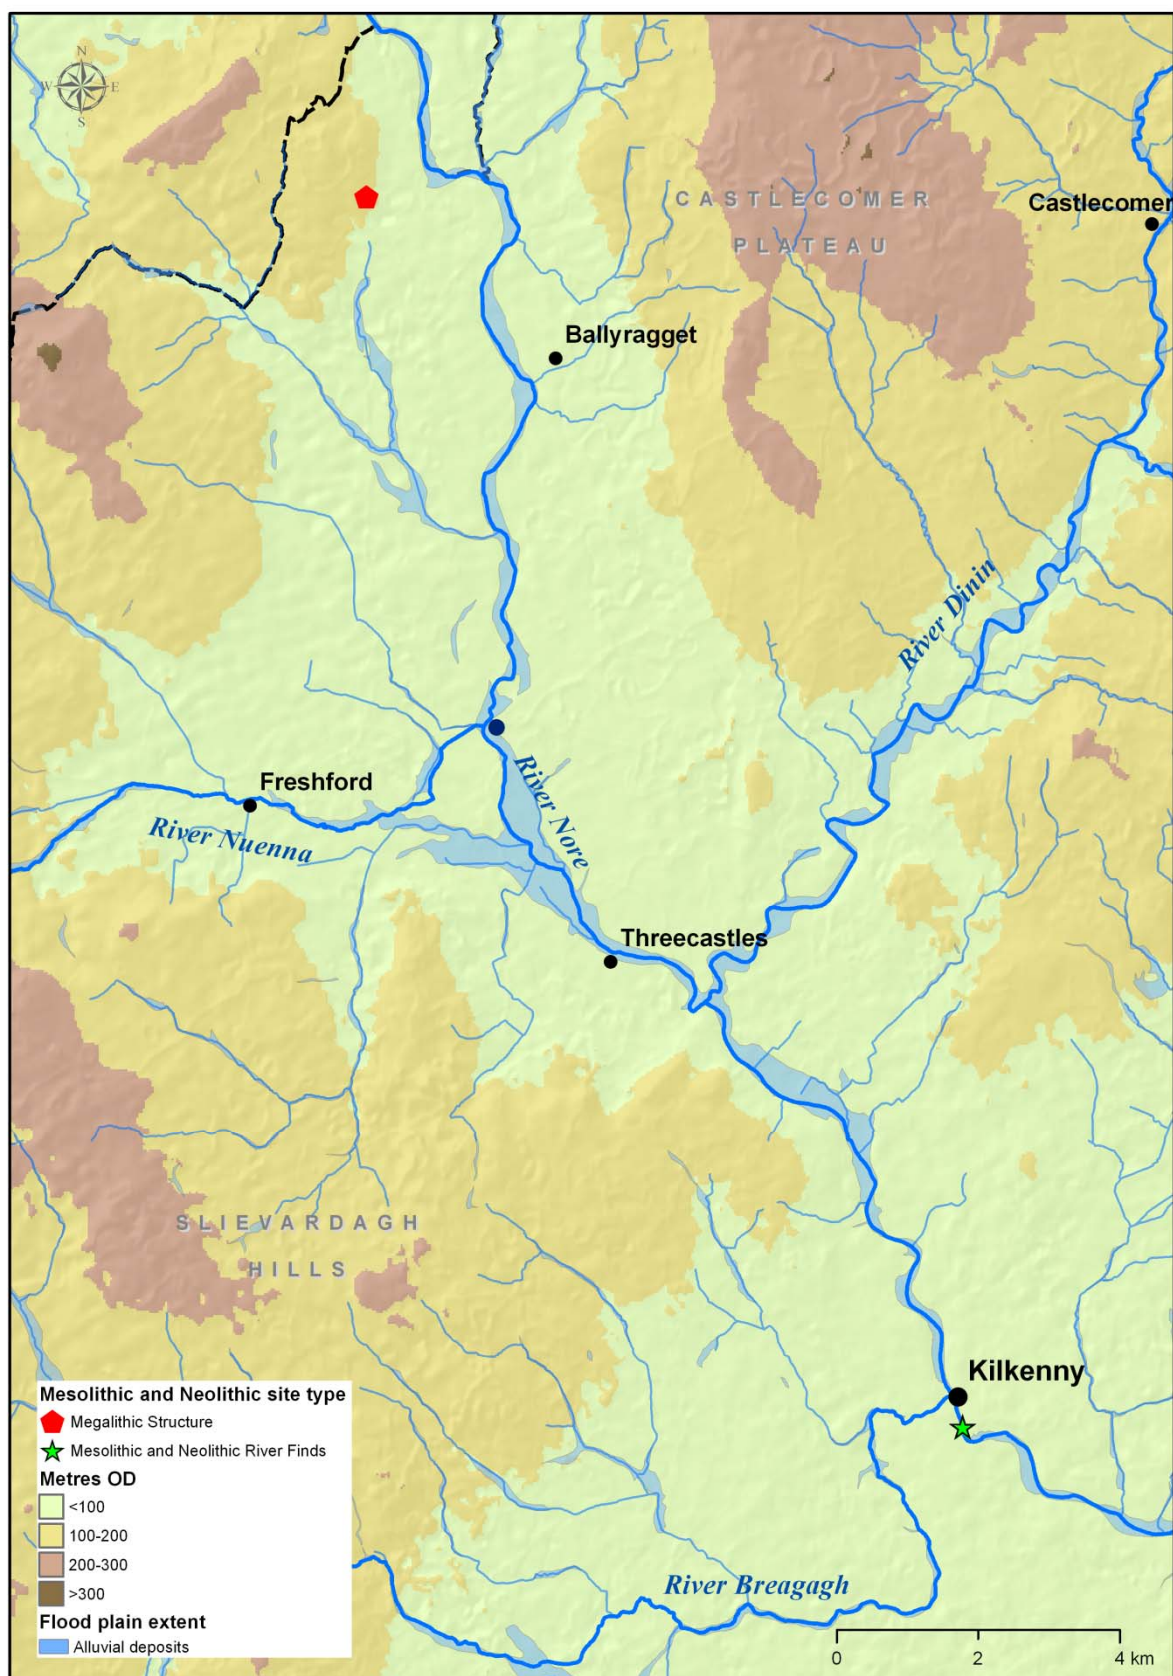 N
W E
S
CASTLECOMER
PLATEAU
Castlecomer
Ballyragget
River Dinin
Freshford
River Nuenna
River Nore
Threecastles
SLIEVARDAGH
HILLS
Kilkenny
River Breagagh
Mesolithic and Neolithic site type
Megalithic Structure
Mesolithic and Neolithic River Finds
Metres OD
<100
100-200
200-300
>300
Flood plain extent
Alluvial deposits
0 2 4 km